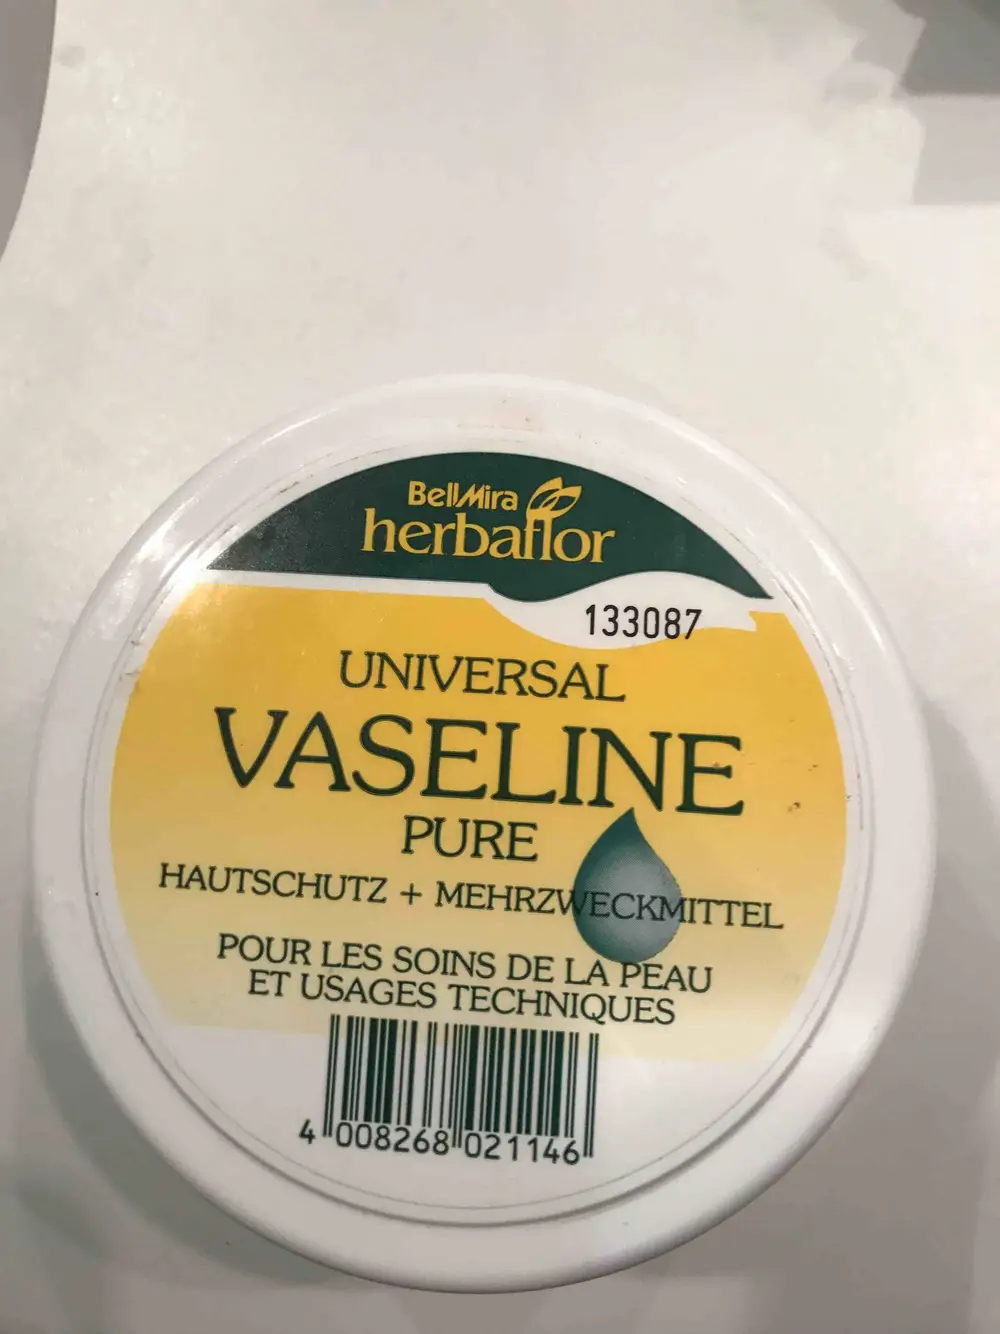 BellMira
herbaflor
133087
UNIVERSAL
VASELINE
PURE
HAUTSCHUTZ + MEHRZWECKMITTEL
POUR LES SOINS DE LA PEAU
ET USAGES TECHNIQUES
4 008268 021146